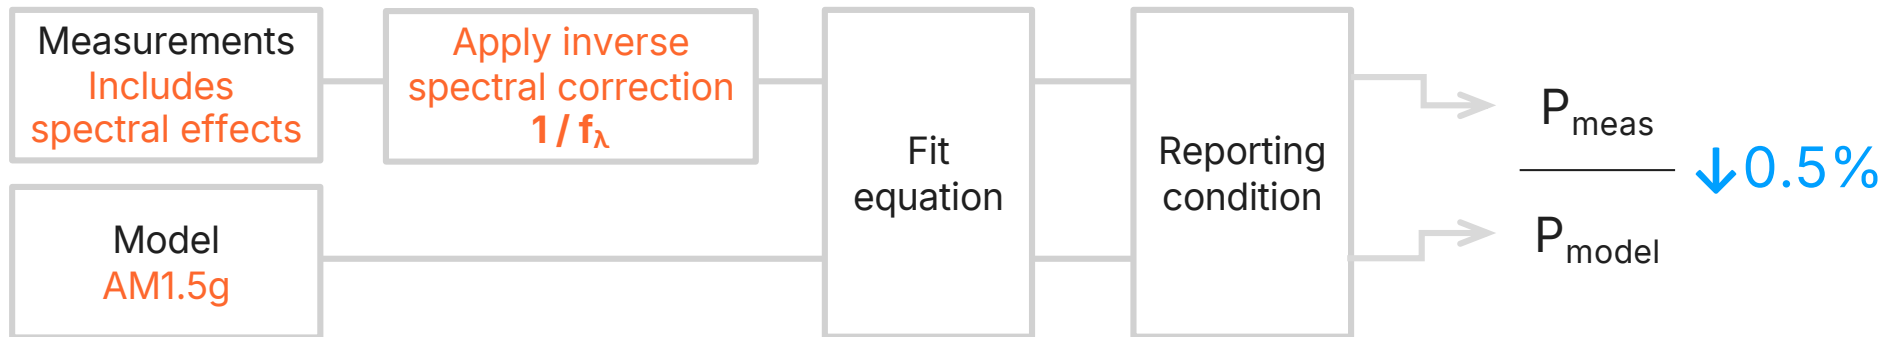 Measurements
Includes
spectral effects
Apply inverse
spectral correction
1 / fλ
Model
AM1.5g
Fit
equation
Reporting
condition
Pmeas
Pmodel
↓0.5%